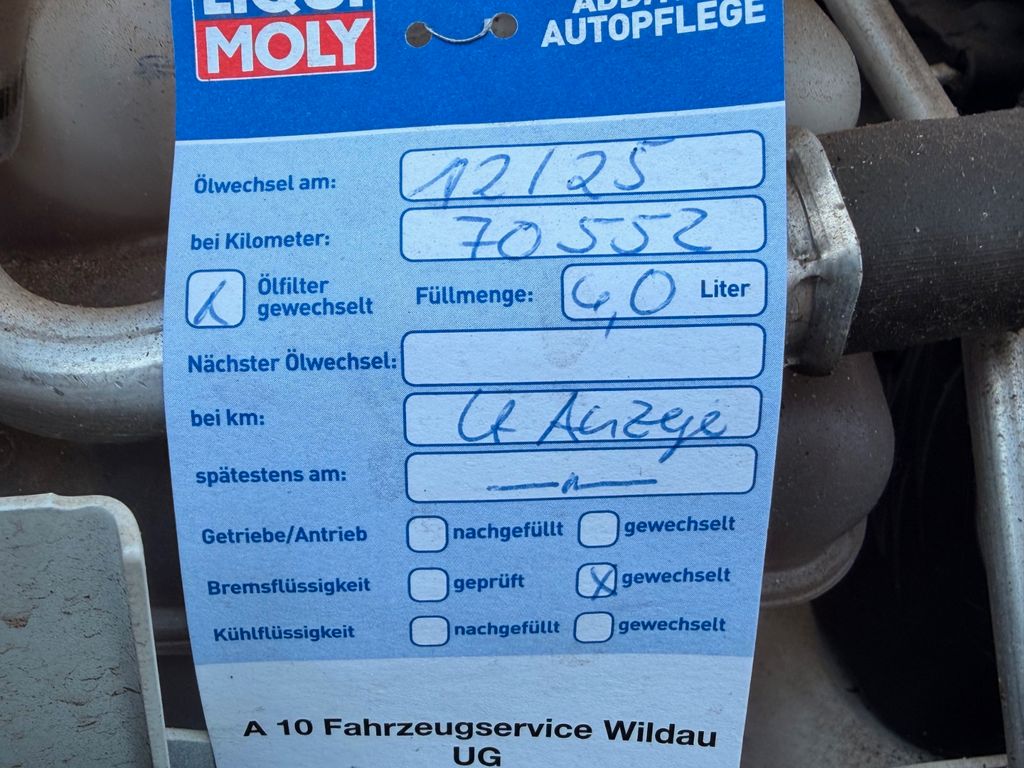 LIQUI
MOLY
ADDITIVE
AUTOPFLEGE
Ölwechsel am: 12/25
bei Kilometer: 70552
Ölfilter
gewechselt
Füllmenge: 4,0 Liter
Nächster Ölwechsel:
bei km: lt Anzeige
spätestens am: —"—
Getriebe/Antrieb nachgefüllt gewechselt
Bremsflüssigkeit geprüft X gewechselt
Kühlflüssigkeit nachgefüllt gewechselt
A 10 Fahrzeugservice Wildau
UG